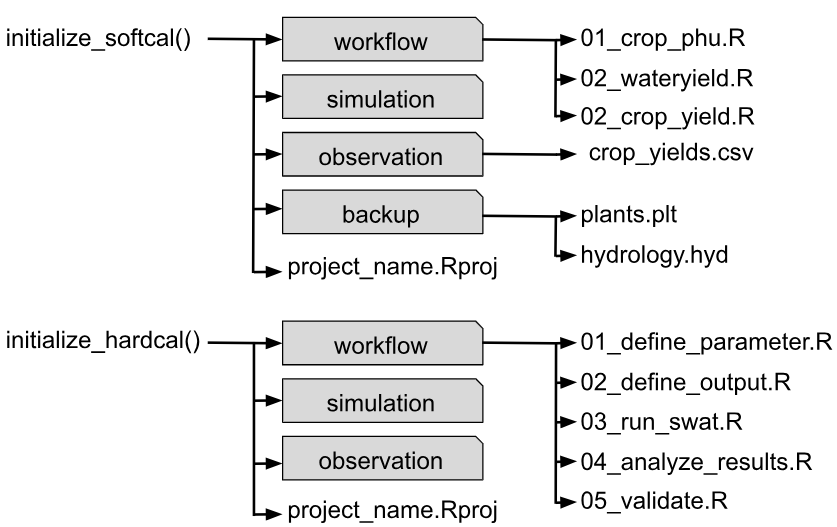 initialize_softcal()
workflow
01_crop_phu.R
02_wateryield.R
02_crop_yield.R
simulation
observation
crop_yields.csv
backup
plants.plt
hydrology.hyd
project_name.Rproj
initialize_hardcal()
workflow
01_define_parameter.R
02_define_output.R
03_run_swat.R
04_analyze_results.R
05_validate.R
simulation
observation
project_name.Rproj